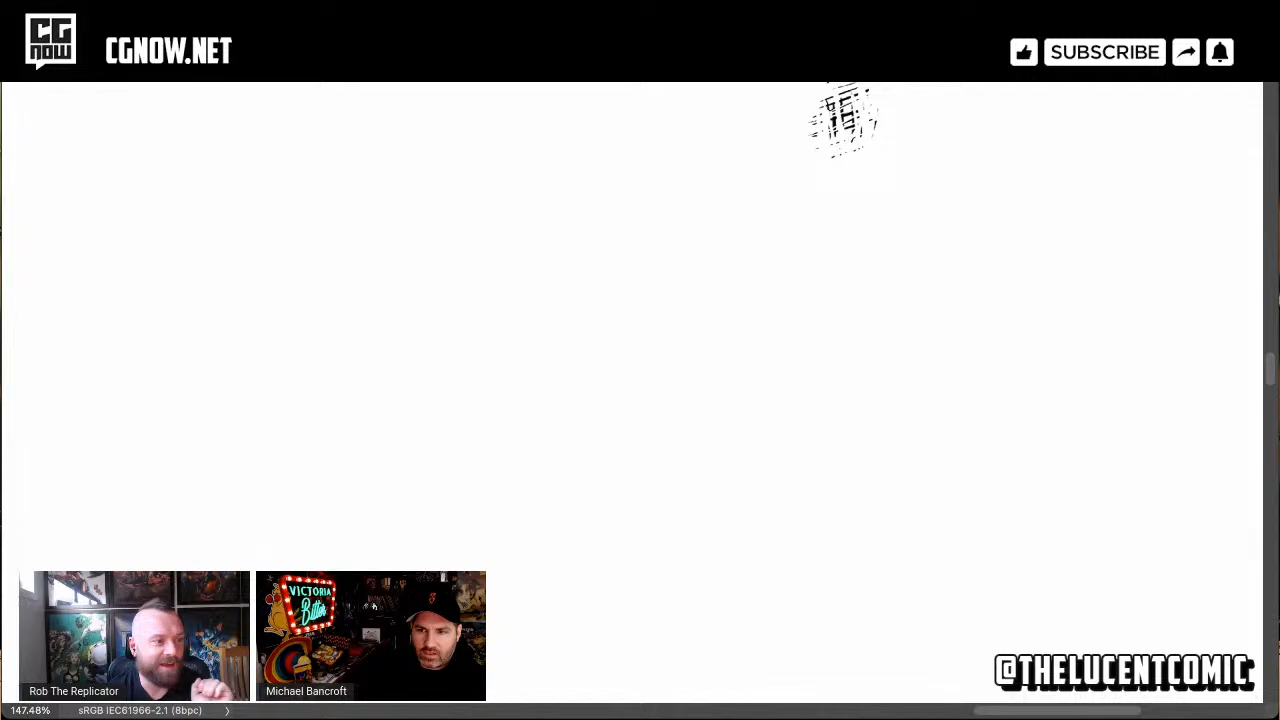 CG
NOW
CGNOW.NET
SUBSCRIBE
VICTORIA
Bitter
Rob The Replicator
Michael Bancroft
@THELUCENTCOMIC
147.48%
sRGB IEC61966-2.1 (8bpc)